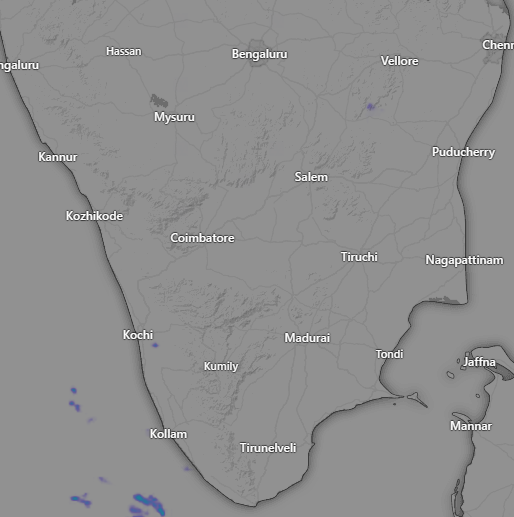 Hassan
Bengaluru
Chenn
ngaluru
Vellore
Mysuru
Kannur
Puducherry
Salem
Kozhikode
Coimbatore
Tiruchi
Nagapattinam
Kochi
Madurai
Tondi
Kumily
Jaffna
Mannar
Kollam
Tirunelveli